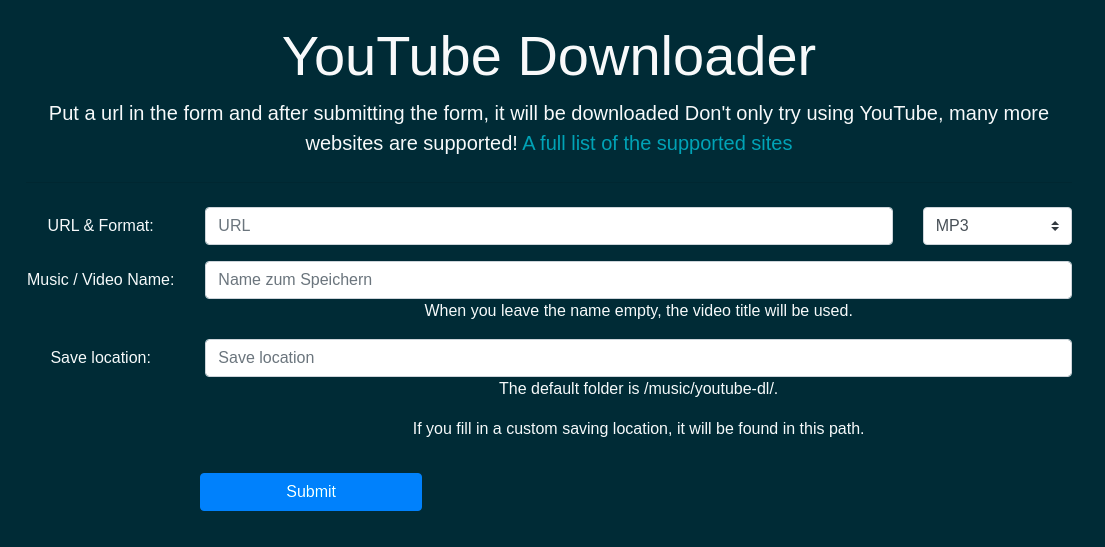 YouTube Downloader
Put a url in the form and after submitting the form, it will be downloaded Don't only try using YouTube, many more
websites are supported! A full list of the supported sites
URL & Format:
URL
MP3
Music / Video Name:
Name zum Speichern
When you leave the name empty, the video title will be used.
Save location:
Save location
The default folder is /music/youtube-dl/.
If you fill in a custom saving location, it will be found in this path.
Submit